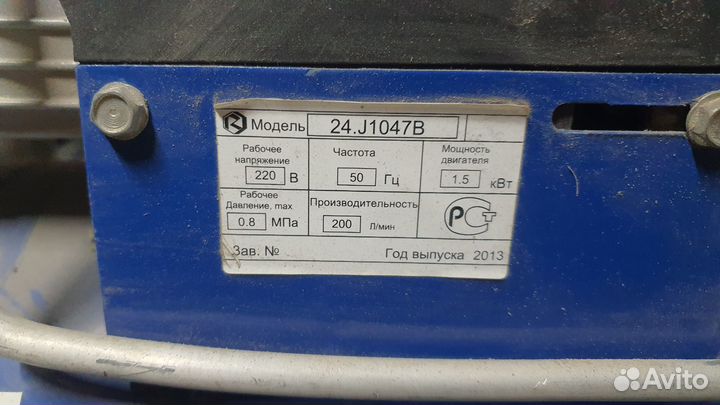 Модель 24.J1047B
Рабочее напряжение 220 В
Частота 50 Гц
Мощность двигателя 1.5 кВт
Рабочее Давление, max 0.8 МПа
Производительность 200 Л/мин
РСТ
Зав. № Год выпуска 2013
Avito